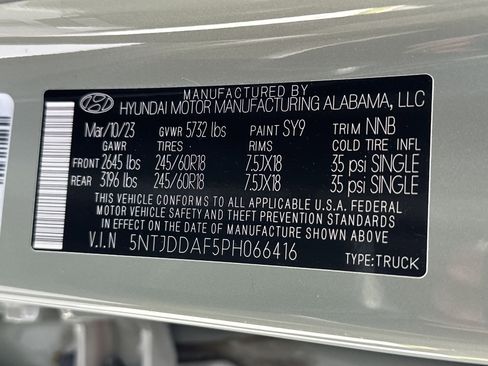 MANUFACTURED BY
HYUNDAI MOTOR MANUFACTURING ALABAMA, LLC
Mar/10/23 GVWR 5732 lbs PAINT SY9 TRIM NNB
GAWR TIRES RIMS COLD TIRE INFL
FRONT 2645 lbs 245/60R18 7.5JX18 35 psi SINGLE
REAR 3196 lbs 245/60R18 7.5JX18 35 psi SINGLE
THIS VEHICLE CONFORMS TO ALL APPLICABLE U.S.A. FEDERAL
MOTOR VEHICLE SAFETY AND THEFT PREVENTION STANDARDS IN
EFFECT ON THE DATE OF MANUFACTURE SHOWN ABOVE.
V.I.N 5NTJDDAF5PH066416 TYPE:TRUCK